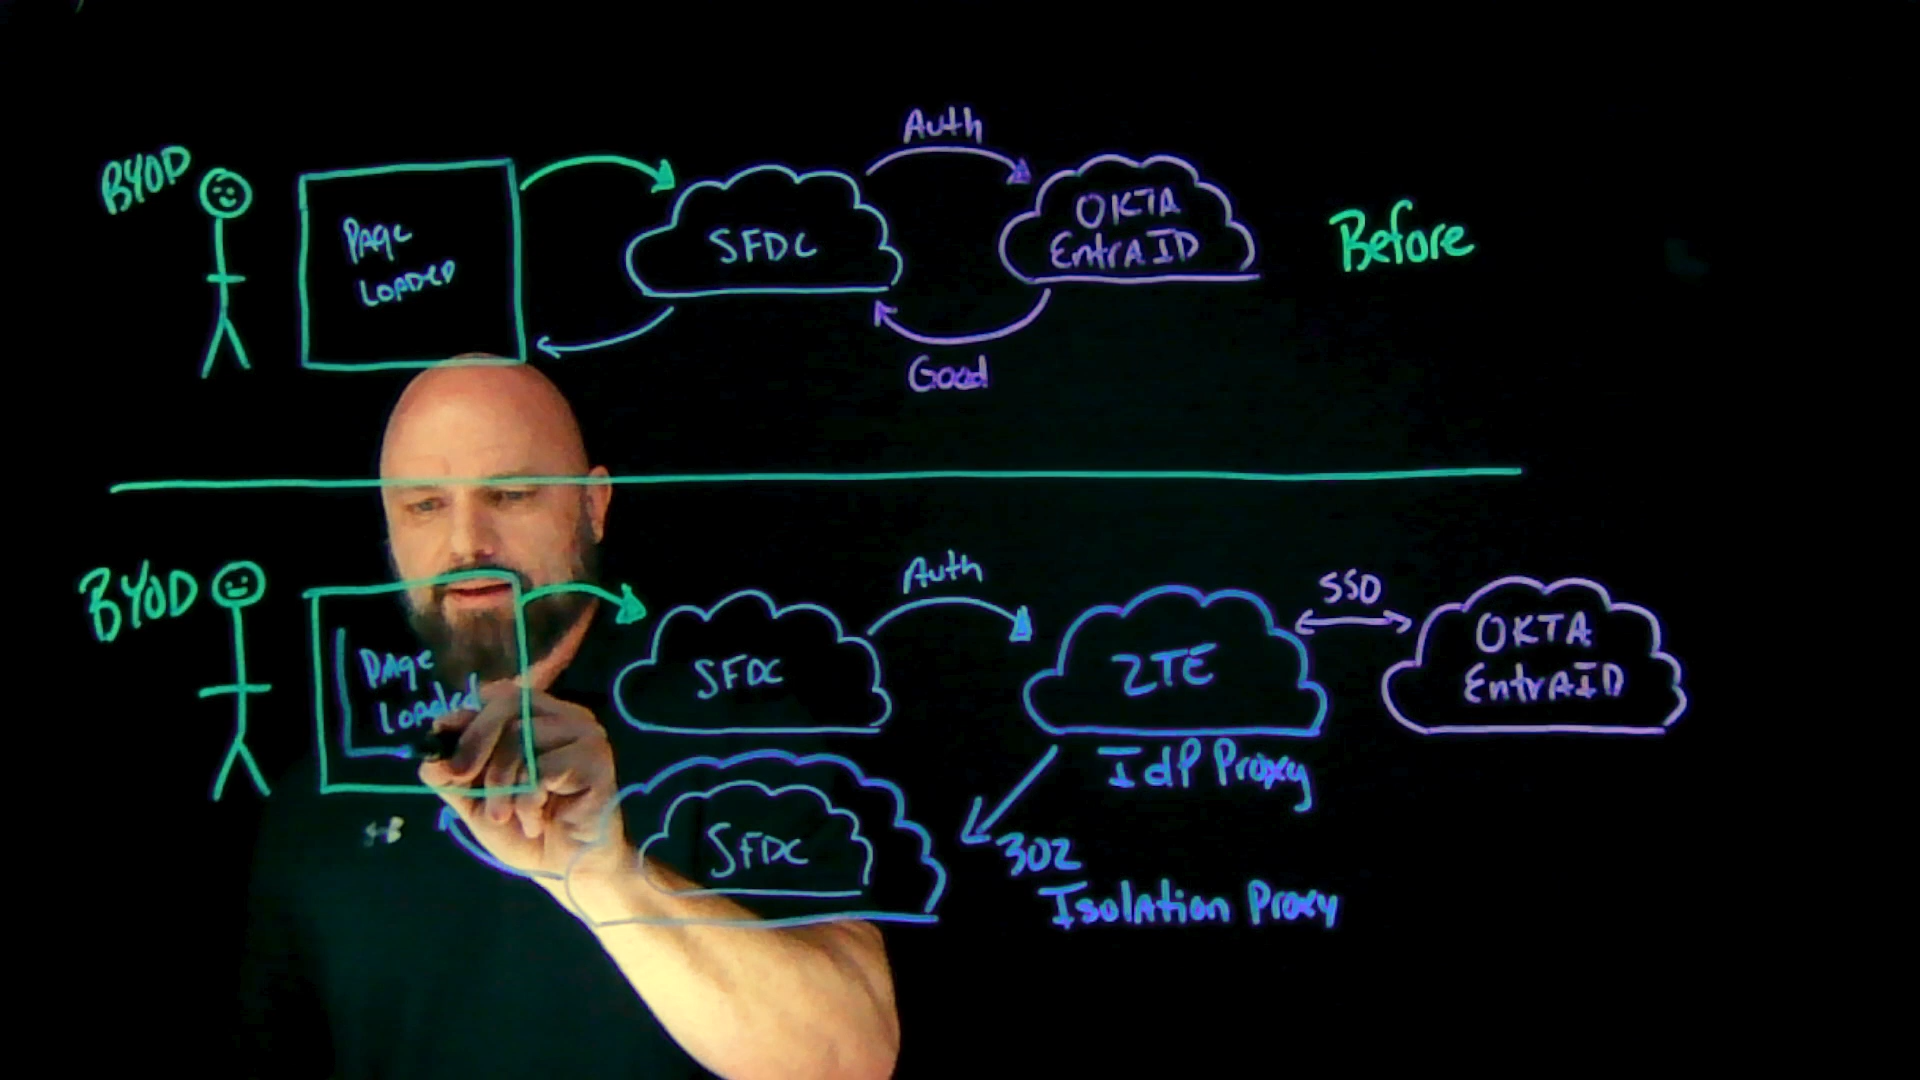 BYOD
Page
Loaded
SFDC
Auth
OKTA
EntraID
Good
Before
BYOD
Page
Loaded
SFDC
Auth
ZTE
IdP Proxy
SSO
OKTA
EntraID
SFDC
302
Isolation Proxy